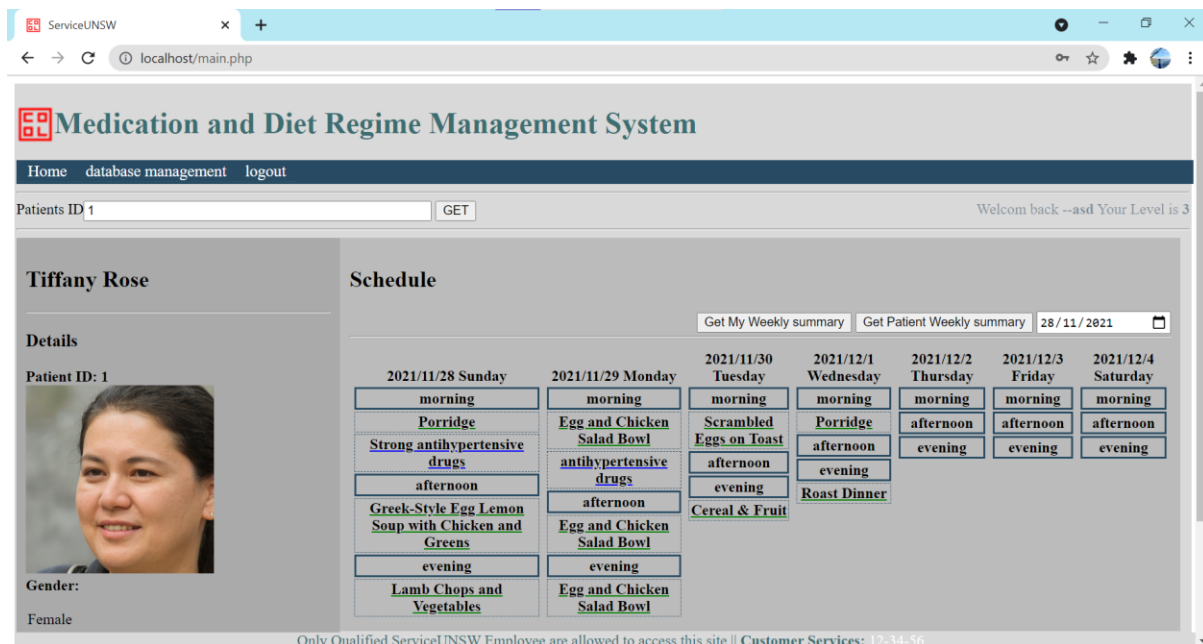 ServiceUNSW
localhost/main.php
Medication and Diet Regime Management System
Home database management logout
Patients ID 1 GET
Welcom back --asd Your Level is 3
Tiffany Rose
Details
Patient ID: 1
Gender:
Female
Schedule
Get My Weekly summary Get Patient Weekly summary 28/11/2021
2021/11/28 Sunday
morning
Porridge
Strong antihypertensive
drugs
afternoon
Greek-Style Egg Lemon
Soup with Chicken and
Greens
evening
Lamb Chops and
Vegetables
2021/11/29 Monday
morning
Egg and Chicken
Salad Bowl
antihypertensive
drugs
afternoon
Egg and Chicken
Salad Bowl
evening
Egg and Chicken
Salad Bowl
2021/11/30
Tuesday
morning
Scrambled
Eggs on Toast
afternoon
evening
Cereal & Fruit
2021/12/1
Wednesday
morning
Porridge
afternoon
evening
Roast Dinner
2021/12/2
Thursday
morning
afternoon
evening
2021/12/3
Friday
morning
afternoon
evening
2021/12/4
Saturday
morning
afternoon
evening
Only Qualified ServiceUNSW Employee are allowed to access this site || Customer Services: 12-34-56